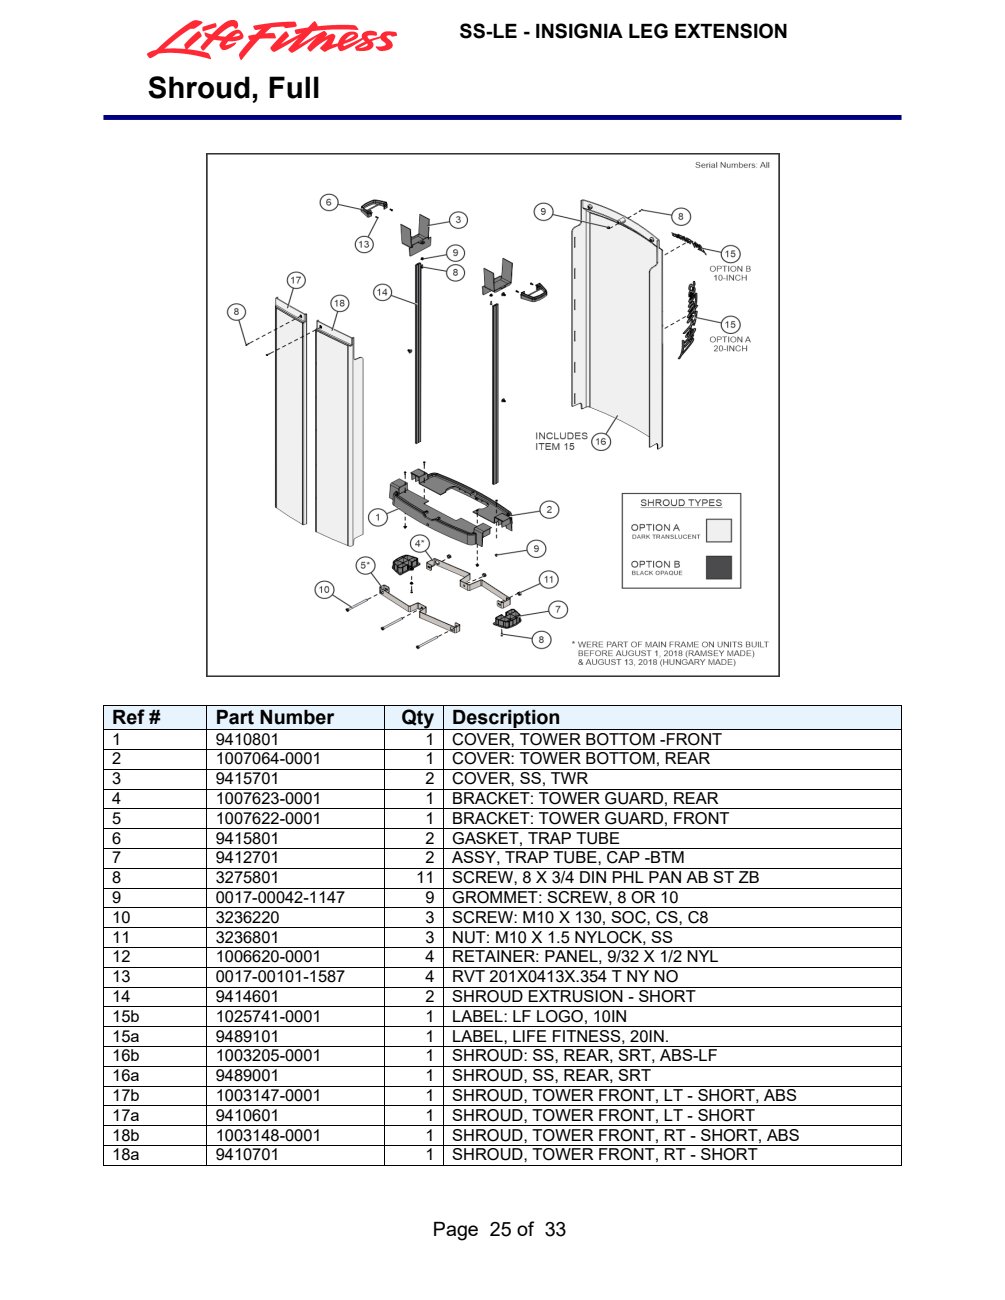 Life Fitness
SS-LE - INSIGNIA LEG EXTENSION
Shroud, Full
Serial Numbers: All
6
3
9
8
13
9
15
OPTION B
10-INCH
8
17
18
14
8
15
OPTION A
20-INCH
INCLUDES
ITEM 15
16
SHROUD TYPES
OPTION A
DARK TRANSLUCENT
OPTION B
BLACK OPAQUE
1
2
4*
9
5*
11
10
7
8
* WERE PART OF MAIN FRAME ON UNITS BUILT
BEFORE AUGUST 1, 2018 (RAMSEY MADE)
& AUGUST 13, 2018 (HUNGARY MADE)
Ref # Part Number Qty Description
1 9410801 1 COVER, TOWER BOTTOM -FRONT
2 1007064-0001 1 COVER: TOWER BOTTOM, REAR
3 9415701 2 COVER, SS, TWR
4 1007623-0001 1 BRACKET: TOWER GUARD, REAR
5 1007622-0001 1 BRACKET: TOWER GUARD, FRONT
6 9415801 2 GASKET, TRAP TUBE
7 9412701 2 ASSY, TRAP TUBE, CAP -BTM
8 3275801 11 SCREW, 8 X 3/4 DIN PHL PAN AB ST ZB
9 0017-00042-1147 9 GROMMET: SCREW, 8 OR 10
10 3236220 3 SCREW: M10 X 130, SOC, CS, C8
11 3236801 3 NUT: M10 X 1.5 NYLOCK, SS
12 1006620-0001 4 RETAINER: PANEL, 9/32 X 1/2 NYL
13 0017-00101-1587 4 RVT 201X0413X.354 T NY NO
14 9414601 2 SHROUD EXTRUSION - SHORT
15b 1025741-0001 1 LABEL: LF LOGO, 10IN
15a 9489101 1 LABEL, LIFE FITNESS, 20IN.
16b 1003205-0001 1 SHROUD: SS, REAR, SRT, ABS-LF
16a 9489001 1 SHROUD, SS, REAR, SRT
17b 1003147-0001 1 SHROUD, TOWER FRONT, LT - SHORT, ABS
17a 9410601 1 SHROUD, TOWER FRONT, LT - SHORT
18b 1003148-0001 1 SHROUD, TOWER FRONT, RT - SHORT, ABS
18a 9410701 1 SHROUD, TOWER FRONT, RT - SHORT
Page 25 of 33